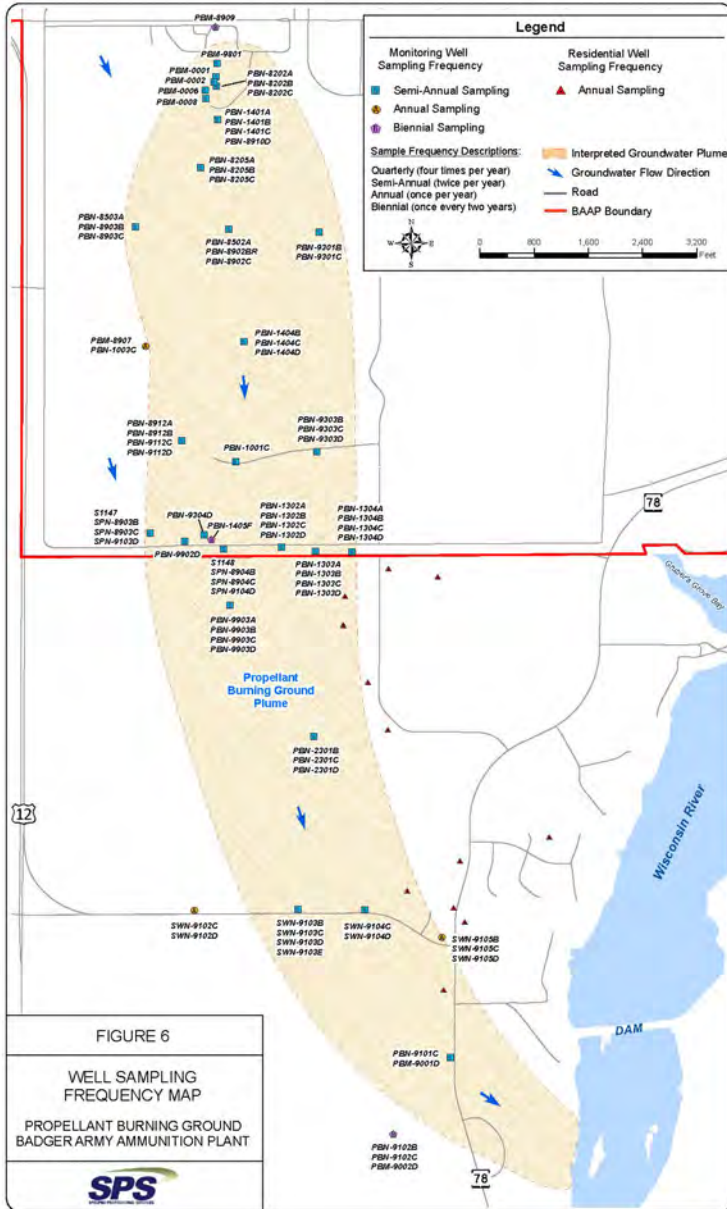 PBM-8909
PBM-9801
PBM-0001
PBM-0002
PBM-0006
PBM-0008
PBN-8202A
PBN-8202B
PBN-8202C
PBN-1401A
PBN-1401B
PBN-1401C
PBN-8910D
PBN-8205A
PBN-8205B
PBN-8205C
PBN-8503A
PBN-8903B
PBN-8903C
PBN-8502A
PBN-8902BR
PBN-8902C
PBN-9301B
PBN-9301C
PBM-8907
PBN-1003C
PBN-1404B
PBN-1404C
PBN-1404D
PBN-8912A
PBN-8912B
PBN-9112C
PBN-9112D
PBN-1001C
PBN-9303B
PBN-9303C
PBN-9303D
S1147
SPN-8903B
SPN-8903C
SPN-9103D
PBN-9304D
PBN-1405F
PBN-9902D
PBN-1302A
PBN-1302B
PBN-1302C
PBN-1302D
PBN-1304A
PBN-1304B
PBN-1304C
PBN-1304D
S1148
SPN-8904B
SPN-8904C
SPN-9104D
PBN-1303A
PBN-1303B
PBN-1303C
PBN-1303D
PBN-9903A
PBN-9903B
PBN-9903C
PBN-9903D
Propellant
Burning Ground
Plume
PBN-2301B
PBN-2301C
PBN-2301D
SWN-9102C
SWN-9102D
SWN-9103B
SWN-9103C
SWN-9103D
SWN-9103E
SWN-9104C
SWN-9104D
SWN-9105B
SWN-9105C
SWN-9105D
PBN-9101C
PBM-9001D
PBN-9102B
PBN-9102C
PBM-9002D
12
78
78
Gruber's Grove Bay
Wisconsin River
DAM
Legend
Monitoring Well
Sampling Frequency
Semi-Annual Sampling
A Annual Sampling
B Biennial Sampling
Residential Well
Sampling Frequency
Annual Sampling
Sample Frequency Descriptions:
Quarterly (four times per year)
Semi-Annual (twice per year)
Annual (once per year)
Biennial (once every two years)
Interpreted Groundwater Plume
Groundwater Flow Direction
Road
BAAP Boundary
N
W E
S
0 800 1,600 2,400 3,200
Feet
FIGURE 6
WELL SAMPLING
FREQUENCY MAP
PROPELLANT BURNING GROUND
BADGER ARMY AMMUNITION PLANT
SPS